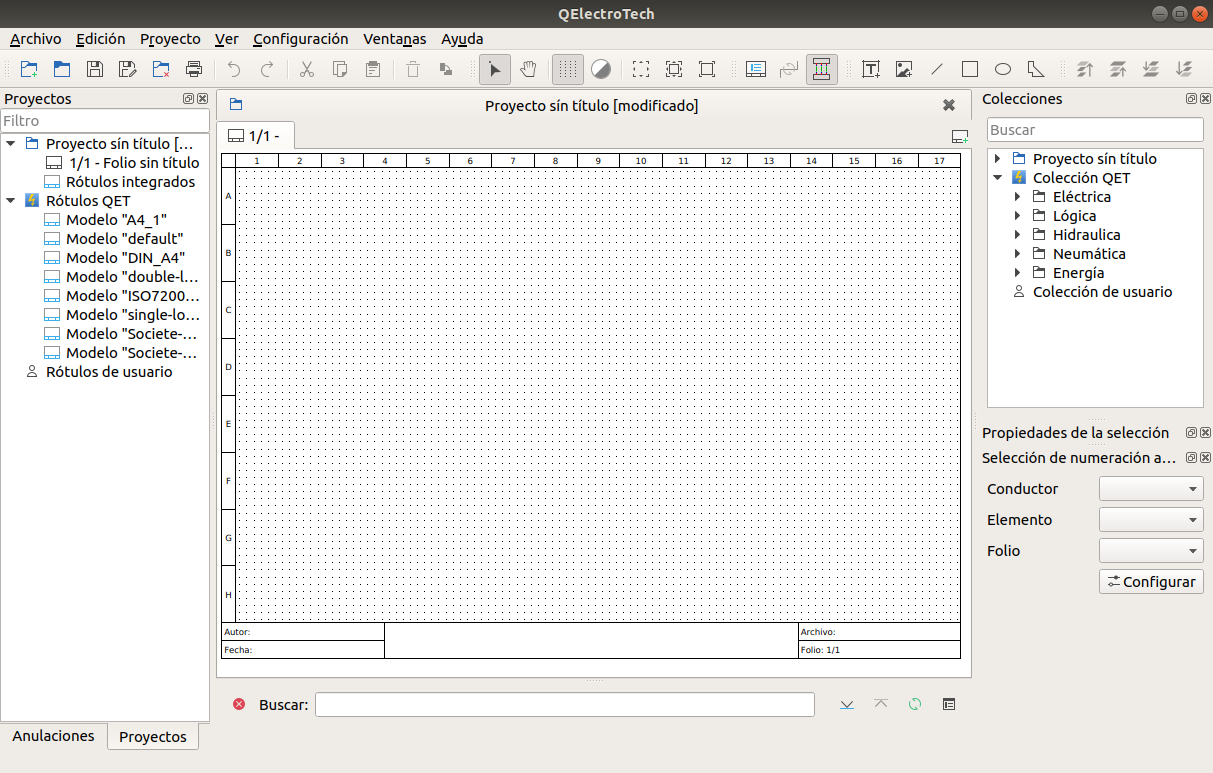 QElectroTech
Archivo Edición Proyecto Ver Configuración Ventanas Ayuda
Proyectos
Filtro
Proyecto sín título [...
1/1 - Folio sin título
Rótulos integrados
Rótulos QET
Modelo "A4_1"
Modelo "default"
Modelo "DIN_A4"
Modelo "double-l...
Modelo "ISO7200...
Modelo "single-lo...
Modelo "Societe-...
Modelo "Societe-...
Rótulos de usuario
Anulaciones Proyectos
Proyecto sín título [modificado]
1/1 -
1 2 3 4 5 6 7 8 9 10 11 12 13 14 15 16 17
A
B
C
D
E
F
G
H
Autor:
Fecha:
Archivo:
Folio: 1/1
Buscar:
Colecciones
Buscar
Proyecto sín título
Colección QET
Eléctrica
Lógica
Hidraulica
Neumática
Energía
Colección de usuario
Propiedades de la selección
Selección de numeración a...
Conductor
Elemento
Folio
Configurar